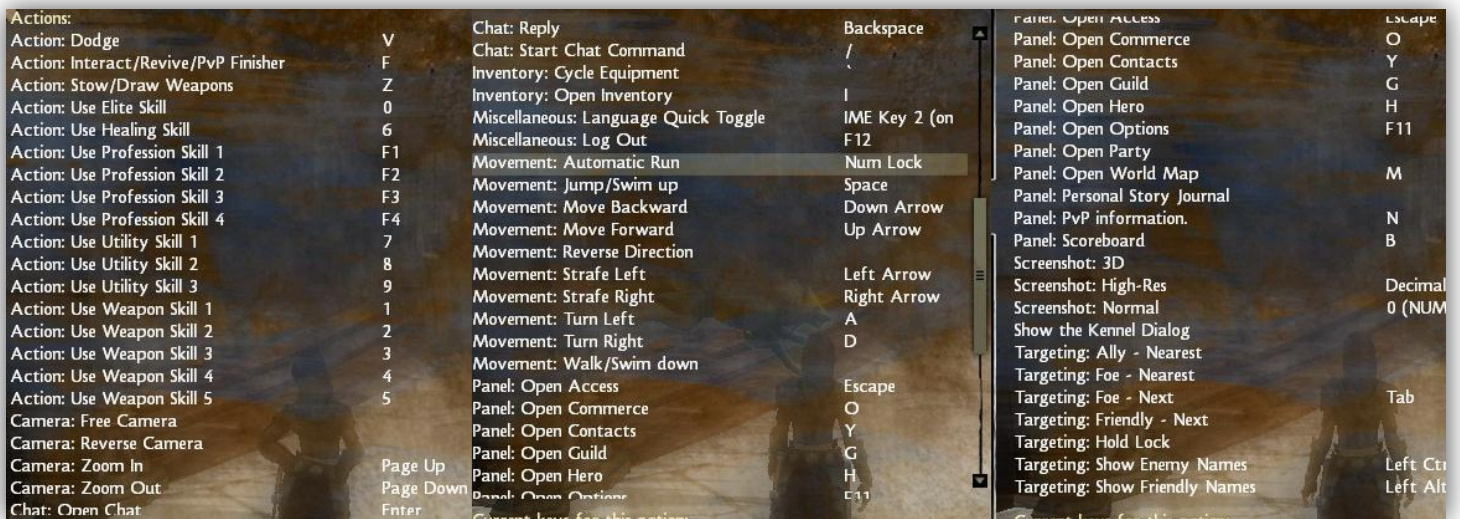 Actions:
Action: Dodge V
Action: Interact/Revive/PvP Finisher F
Action: Stow/Draw Weapons Z
Action: Use Elite Skill 0
Action: Use Healing Skill 6
Action: Use Profession Skill 1 F1
Action: Use Profession Skill 2 F2
Action: Use Profession Skill 3 F3
Action: Use Profession Skill 4 F4
Action: Use Utility Skill 1 7
Action: Use Utility Skill 2 8
Action: Use Utility Skill 3 9
Action: Use Weapon Skill 1 1
Action: Use Weapon Skill 2 2
Action: Use Weapon Skill 3 3
Action: Use Weapon Skill 4 4
Action: Use Weapon Skill 5 5
Camera: Free Camera
Camera: Reverse Camera
Camera: Zoom In Page Up
Camera: Zoom Out Page Down
Chat: Open Chat Enter
Chat: Reply Backspace
Chat: Start Chat Command /
Inventory: Cycle Equipment `
Inventory: Open Inventory I
Miscellaneous: Language Quick Toggle IME Key 2 (on
Miscellaneous: Log Out F12
Movement: Automatic Run Num Lock
Movement: Jump/Swim up Space
Movement: Move Backward Down Arrow
Movement: Move Forward Up Arrow
Movement: Reverse Direction
Movement: Strafe Left Left Arrow
Movement: Strafe Right Right Arrow
Movement: Turn Left A
Movement: Turn Right D
Movement: Walk/Swim down
Panel: Open Access Escape
Panel: Open Commerce O
Panel: Open Contacts Y
Panel: Open Guild G
Panel: Open Hero H
Panel: Open Options F11
Panel: Open Access Escape
Panel: Open Commerce O
Panel: Open Contacts Y
Panel: Open Guild G
Panel: Open Hero H
Panel: Open Options F11
Panel: Open Party
Panel: Open World Map M
Panel: Personal Story Journal
Panel: PvP information. N
Panel: Scoreboard B
Screenshot: 3D
Screenshot: High-Res Decimal
Screenshot: Normal 0 (NUM
Show the Kennel Dialog
Targeting: Ally - Nearest
Targeting: Foe - Nearest
Targeting: Foe - Next Tab
Targeting: Friendly - Next
Targeting: Hold Lock
Targeting: Show Enemy Names Left Ctr
Targeting: Show Friendly Names Left Alt